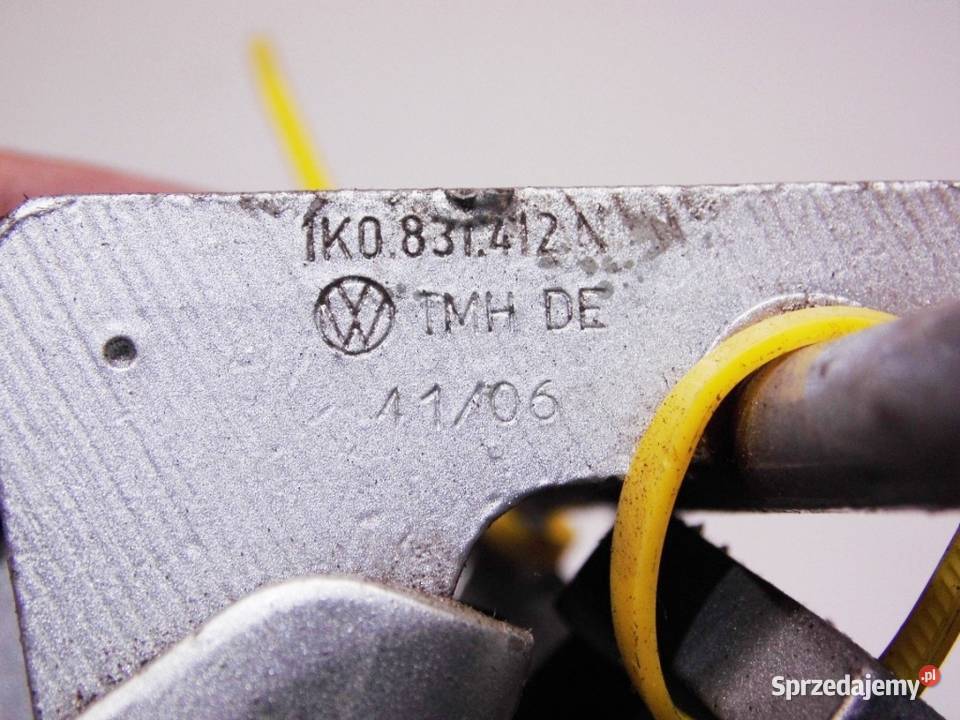 1K0.831.412.N
TMH DE
41/06
Sprzedajemy.pl